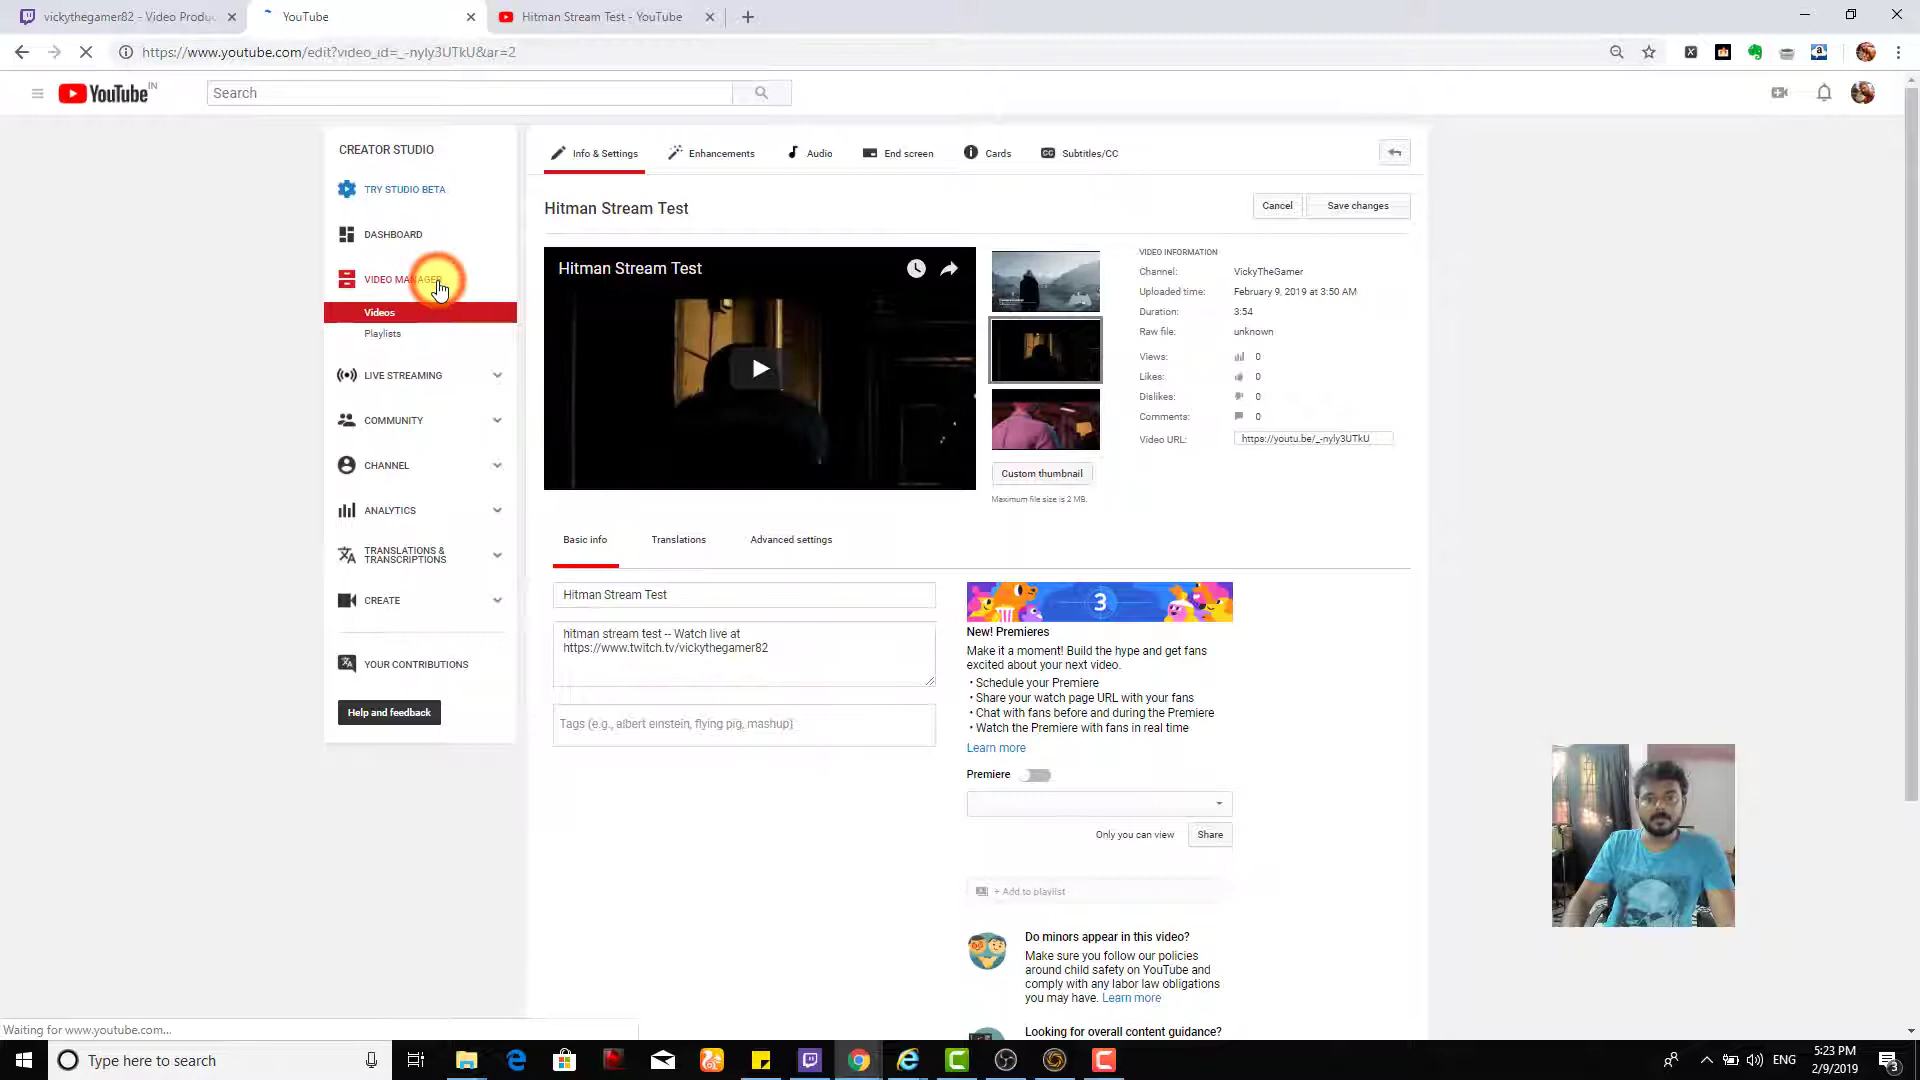 vickythegamer82 - Video Produc
YouTube
Hitman Stream Test - YouTube
https://www.youtube.com/edit?video_id=_-nyly3UTkU&ar=2
YouTube IN
Search
CREATOR STUDIO
TRY STUDIO BETA
DASHBOARD
VIDEO MANAGER
Videos
Playlists
LIVE STREAMING
COMMUNITY
CHANNEL
ANALYTICS
TRANSLATIONS &
TRANSCRIPTIONS
CREATE
YOUR CONTRIBUTIONS
Help and feedback
Info & Settings
Enhancements
Audio
End screen
Cards
CC Subtitles/CC
Hitman Stream Test
Cancel
Save changes
Hitman Stream Test
Custom thumbnail
Maximum file size is 2 MB.
VIDEO INFORMATION
Channel: VickyTheGamer
Uploaded time: February 9, 2019 at 3:50 AM
Duration: 3:54
Raw file: unknown
Views: 0
Likes: 0
Dislikes: 0
Comments: 0
Video URL: https://youtu.be/_-nyly3UTkU
Basic info
Translations
Advanced settings
Hitman Stream Test
hitman stream test -- Watch live at
https://www.twitch.tv/vickythegamer82
Tags (e.g., albert einstein, flying pig, mashup)
3
New! Premieres
Make it a moment! Build the hype and get fans
excited about your next video.
• Schedule your Premiere
• Share your watch page URL with your fans
• Chat with fans before and during the Premiere
• Watch the Premiere with fans in real time
Learn more
Premiere
Only you can view
Share
+ Add to playlist
Do minors appear in this video?
Make sure you follow our policies
around child safety on YouTube and
comply with any labor law obligations
you may have. Learn more
Looking for overall content guidance?
Waiting for www.youtube.com...
Type here to search
ENG
5:23 PM
2/9/2019
3